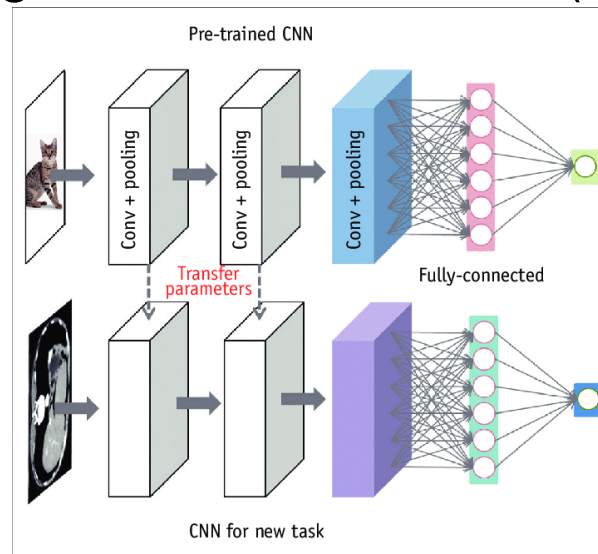 Pre-trained CNN
Conv + pooling
Conv + pooling
Conv + pooling
Transfer
parameters
Fully-connected
CNN for new task